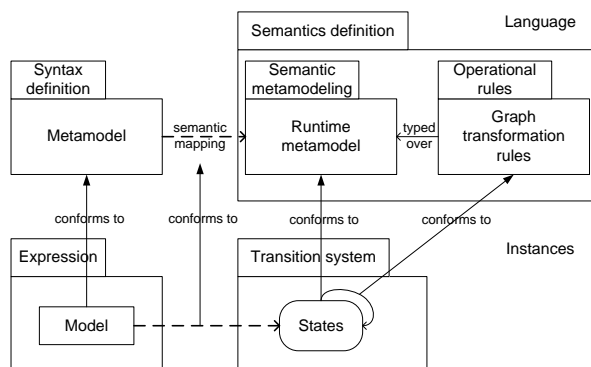 Language
Semantics definition
Syntax
definition
Semantic
metamodeling
Operational
rules
Metamodel
semantic
mapping
Runtime
metamodel
typed
over
Graph
transformation
rules
conforms to
conforms to
conforms to
conforms to
Instances
Expression
Transition system
Model
States